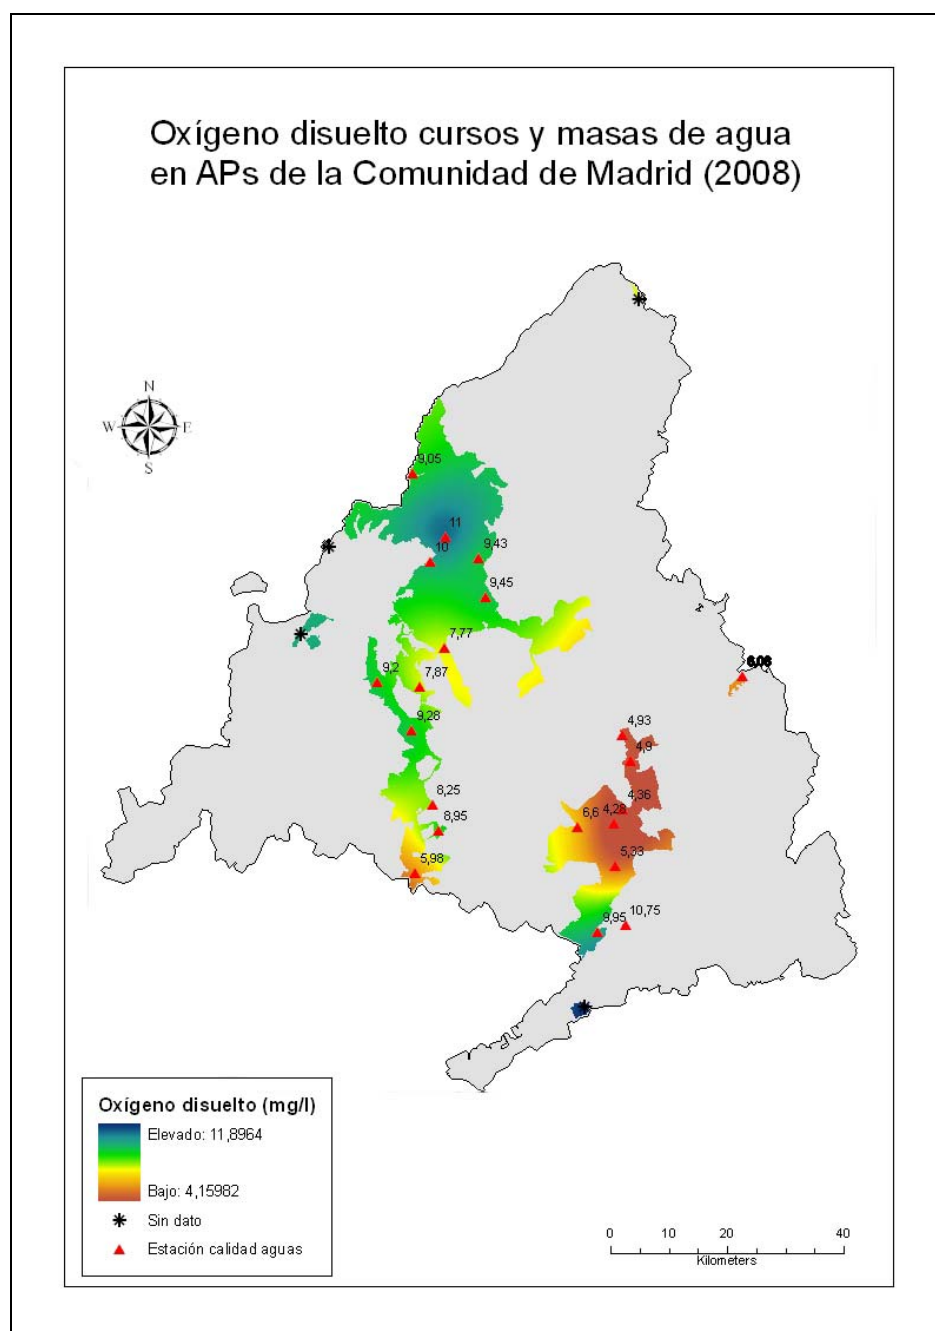 Oxígeno disuelto cursos y masas de agua
en APs de la Comunidad de Madrid (2008)
N
W
E
S
9,05
11
10
9,43
9,45
7,77
9,2
7,87
6,06
9,28
4,93
4,9
8,25
4,36
6,6
4,28
8,95
5,33
5,98
9,95
10,75
Oxígeno disuelto (mg/l)
Elevado: 11,8964
Bajo: 4,15982
Sin dato
Estación calidad aguas
0
10
20
40
Kilometers